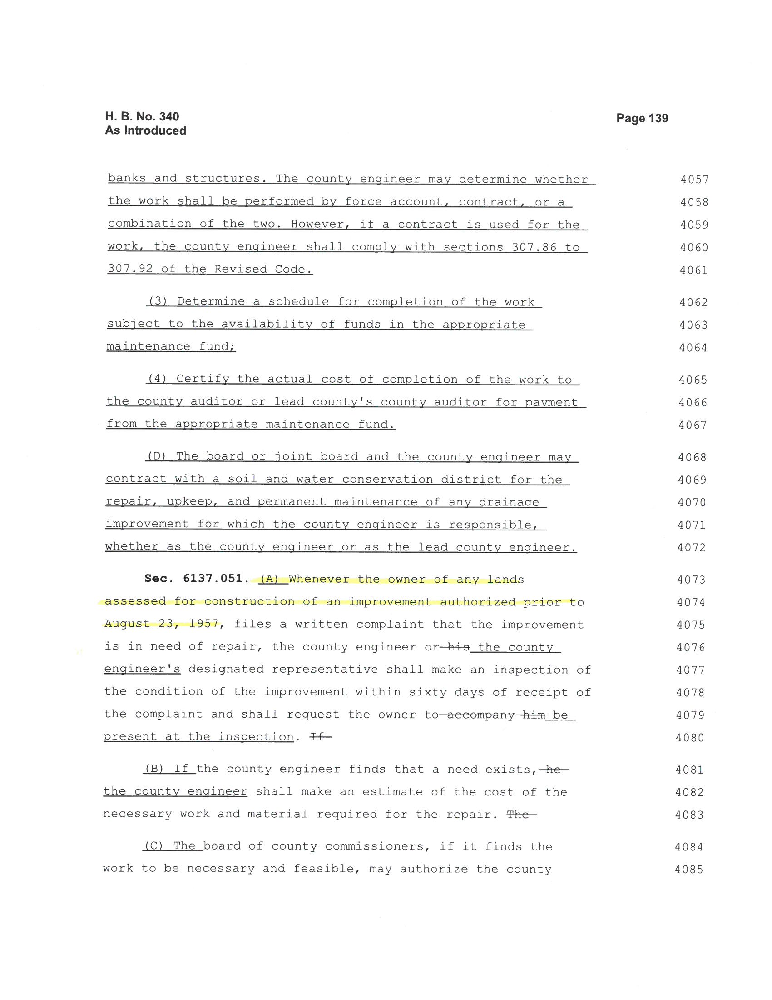 H. B. No. 340 Page 139
As Introduced
banks and structures. The county engineer may determine whether 4057
the work shall be performed by force account, contract, or a 4058
combination of the two. However, if a contract is used for the 4059
work, the county engineer shall comply with sections 307.86 to 4060
307.92 of the Revised Code. 4061
(3) Determine a schedule for completion of the work 4062
subject to the availability of funds in the appropriate 4063
maintenance fund; 4064
(4) Certify the actual cost of completion of the work to 4065
the county auditor or lead county's county auditor for payment 4066
from the appropriate maintenance fund. 4067
(D) The board or joint board and the county engineer may 4068
contract with a soil and water conservation district for the 4069
repair, upkeep, and permanent maintenance of any drainage 4070
improvement for which the county engineer is responsible, 4071
whether as the county engineer or as the lead county engineer. 4072
Sec. 6137.051. (A) Whenever the owner of any lands 4073
assessed for construction of an improvement authorized prior to 4074
August 23, 1957, files a written complaint that the improvement 4075
is in need of repair, the county engineer or his the county 4076
engineer's designated representative shall make an inspection of 4077
the condition of the improvement within sixty days of receipt of 4078
the complaint and shall request the owner to accompany him be 4079
present at the inspection. If 4080
(B) If the county engineer finds that a need exists, he 4081
the county engineer shall make an estimate of the cost of the 4082
necessary work and material required for the repair. The 4083
(C) The board of county commissioners, if it finds the 4084
work to be necessary and feasible, may authorize the county 4085